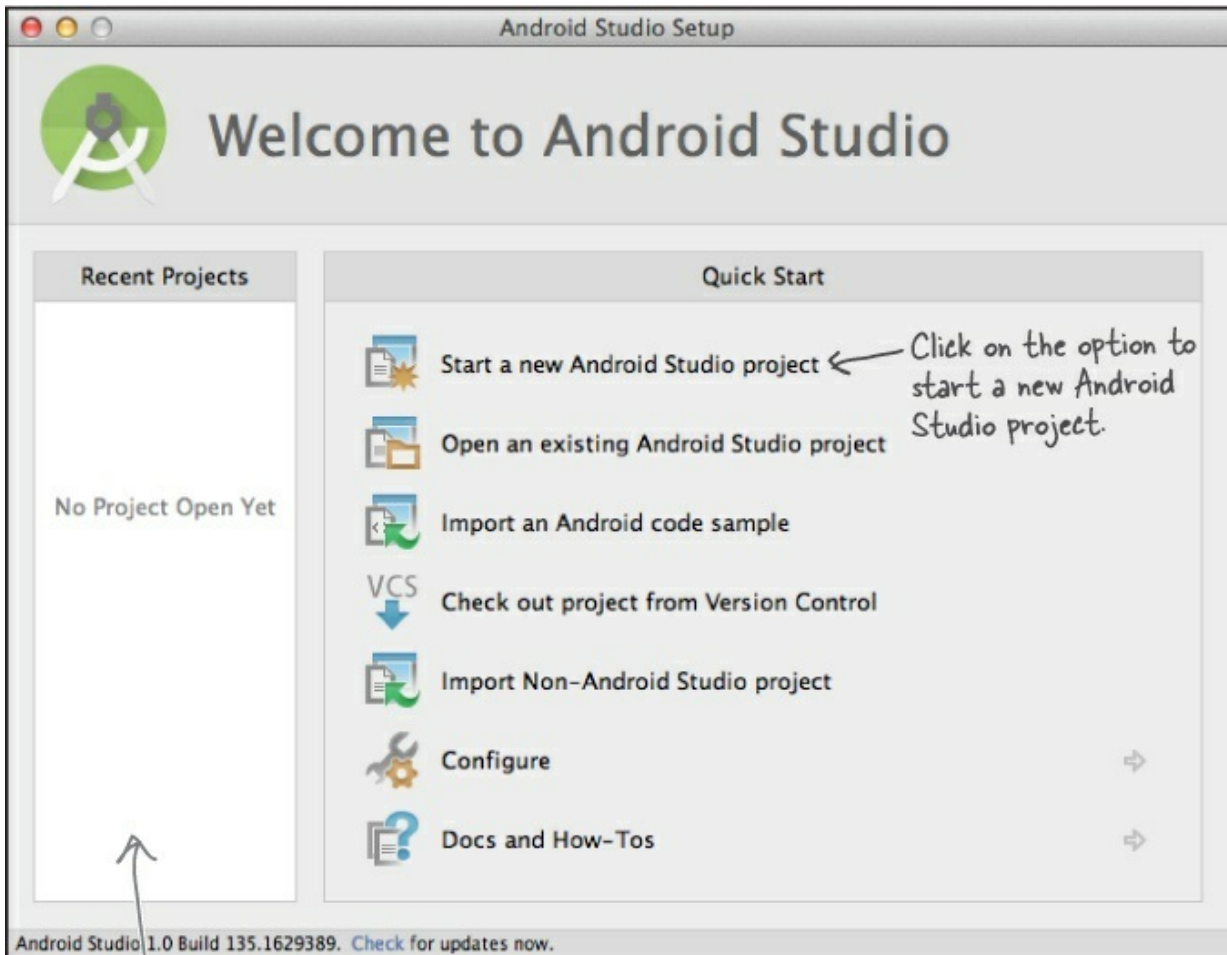 Android Studio Setup
Welcome to Android Studio
Recent Projects
No Project Open Yet
Quick Start
Start a new Android Studio project
Click on the option to
start a new Android
Studio project.
Open an existing Android Studio project
Import an Android code sample
VCS
Check out project from Version Control
Import Non-Android Studio project
Configure
Docs and How-Tos
Android Studio 1.0 Build 135.1629389. Check for updates now.